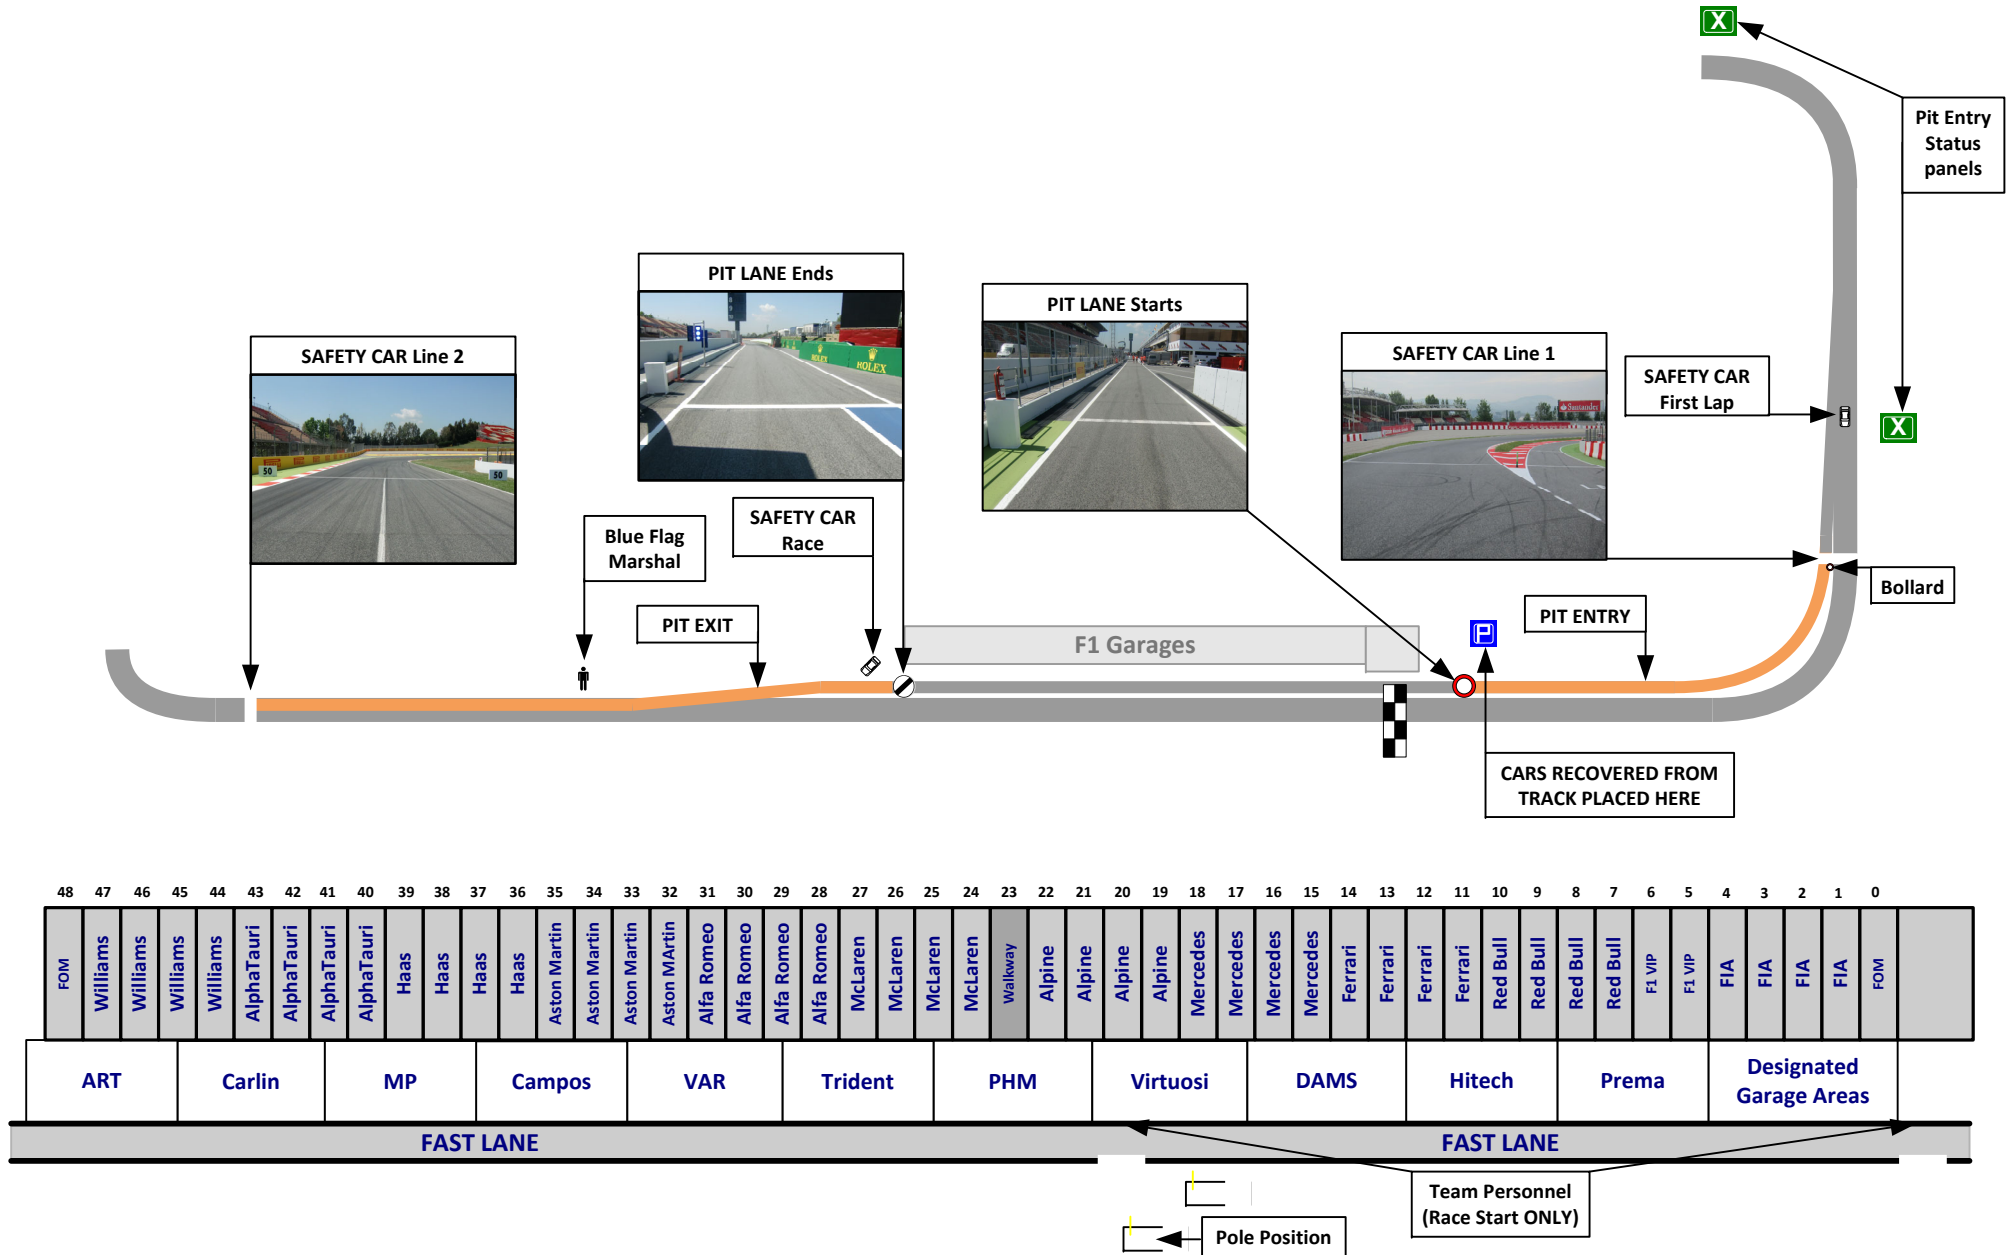 X
Pit Entry
Status
panels
PIT LANE Ends
ROLEX
ROLEX
PIT LANE Starts
SAFETY CAR Line 2
50
50
SAFETY CAR Line 1
Santander
SAFETY CAR
First Lap
X
Blue Flag
Marshal
SAFETY CAR
Race
Bollard
PIT EXIT
F1 Garages
P
PIT ENTRY
CARS RECOVERED FROM
TRACK PLACED HERE
48 47 46 45 44 43 42 41 40 39 38 37 36 35 34 33 32 31 30 29 28 27 26 25 24 23 22 21 20 19 18 17 16 15 14 13 12 11 10 9 8 7 6 5 4 3 2 1 0
FOM
Williams
Williams
Williams
Williams
AlphaTauri
AlphaTauri
AlphaTauri
AlphaTauri
Haas
Haas
Haas
Haas
Aston Martin
Aston Martin
Aston Martin
Aston MArtin
Alfa Romeo
Alfa Romeo
Alfa Romeo
Alfa Romeo
McLaren
McLaren
McLaren
McLaren
Walkway
Alpine
Alpine
Alpine
Alpine
Mercedes
Mercedes
Mercedes
Mercedes
Ferrari
Ferrari
Ferrari
Ferrari
Red Bull
Red Bull
Red Bull
Red Bull
F1 VIP
F1 VIP
FIA
FIA
FIA
FIA
FOM
ART Carlin MP Campos VAR Trident PHM Virtuosi DAMS Hitech Prema
Designated
Garage Areas
FAST LANE FAST LANE
Team Personnel
(Race Start ONLY)
Pole Position